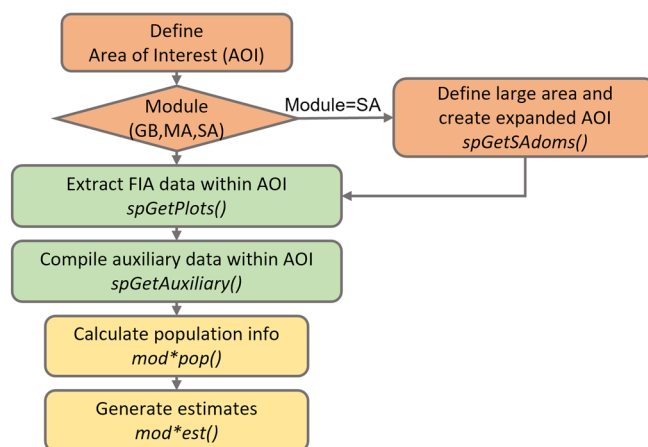 Define
Area of Interest (AOI)
Module
(GB,MA,SA)
Module=SA
Define large area and
create expanded AOI
spGetSAdoms()
Extract FIA data within AOI
spGetPlots()
Compile auxiliary data within AOI
spGetAuxiliary()
Calculate population info
mod*pop()
Generate estimates
mod*est()